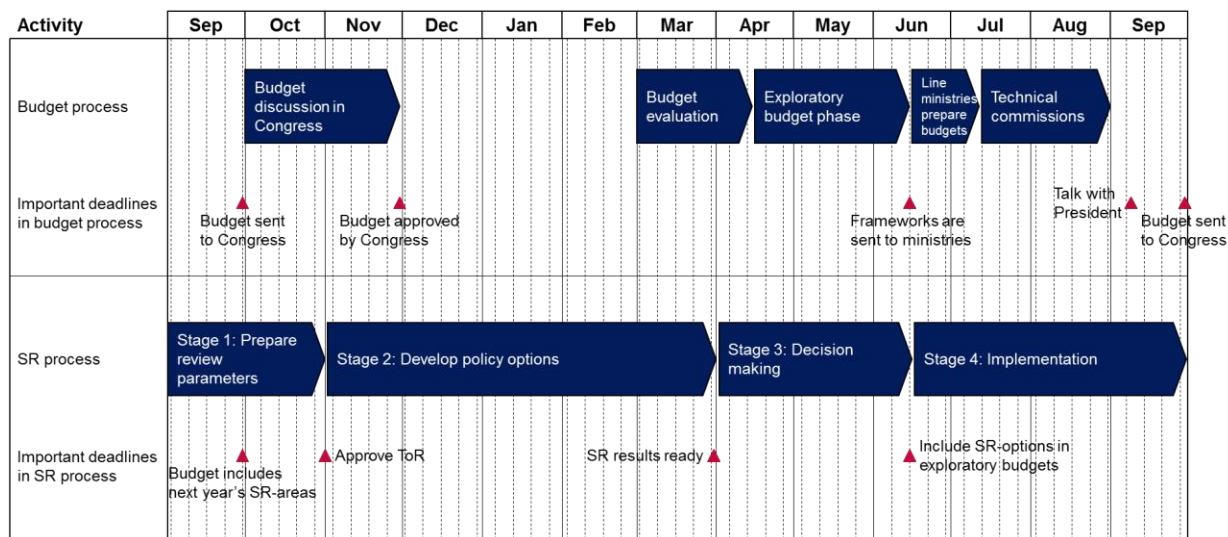 Activity
Sep
Oct
Nov
Dec
Jan
Feb
Mar
Apr
May
Jun
Jul
Aug
Sep
Budget process
Budget
discussion in
Congress
Budget
evaluation
Exploratory
budget phase
Line
ministries
prepare
budgets
Technical
commissions
Important deadlines
in budget process
Budget sent
to Congress
Budget approved
by Congress
Frameworks are
sent to ministries
Talk with
President
Budget sent
to Congress
SR process
Stage 1: Prepare
review
parameters
Stage 2: Develop policy options
Stage 3: Decision
making
Stage 4: Implementation
Important deadlines
in SR process
Budget includes
next year's SR-areas
Approve ToR
SR results ready
Include SR-options in
exploratory budgets